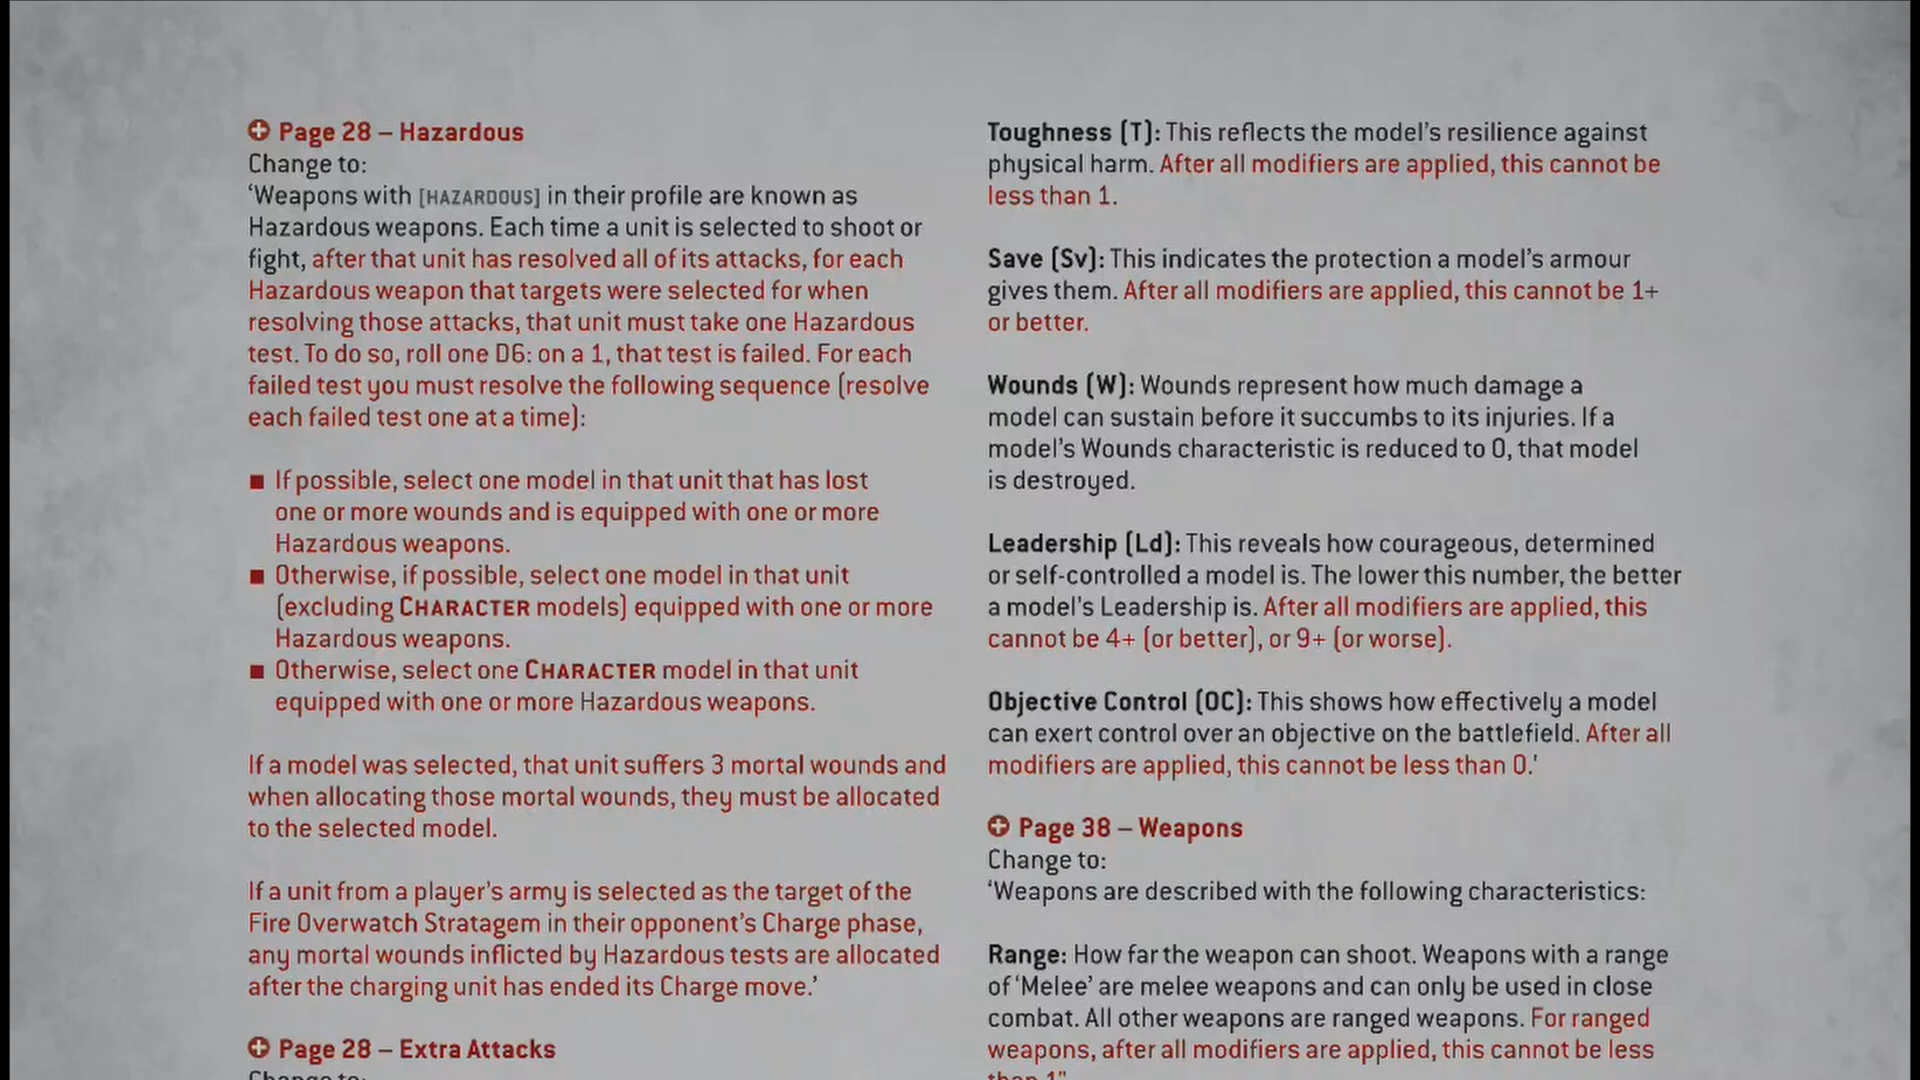 Page 28 – Hazardous
Change to:
‘Weapons with [HAZARDOUS] in their profile are known as
Hazardous weapons. Each time a unit is selected to shoot or
fight, after that unit has resolved all of its attacks, for each
Hazardous weapon that targets were selected for when
resolving those attacks, that unit must take one Hazardous
test. To do so, roll one D6: on a 1, that test is failed. For each
failed test you must resolve the following sequence (resolve
each failed test one at a time):
■ If possible, select one model in that unit that has lost
one or more wounds and is equipped with one or more
Hazardous weapons.
■ Otherwise, if possible, select one model in that unit
(excluding CHARACTER models) equipped with one or more
Hazardous weapons.
■ Otherwise, select one CHARACTER model in that unit
equipped with one or more Hazardous weapons.
If a model was selected, that unit suffers 3 mortal wounds and
when allocating those mortal wounds, they must be allocated
to the selected model.
If a unit from a player’s army is selected as the target of the
Fire Overwatch Stratagem in their opponent’s Charge phase,
any mortal wounds inflicted by Hazardous tests are allocated
after the charging unit has ended its Charge move.’
Page 28 – Extra Attacks
Change to:
Toughness (T): This reflects the model’s resilience against
physical harm. After all modifiers are applied, this cannot be
less than 1.
Save (Sv): This indicates the protection a model’s armour
gives them. After all modifiers are applied, this cannot be 1+
or better.
Wounds (W): Wounds represent how much damage a
model can sustain before it succumbs to its injuries. If a
model’s Wounds characteristic is reduced to 0, that model
is destroyed.
Leadership (Ld): This reveals how courageous, determined
or self-controlled a model is. The lower this number, the better
a model’s Leadership is. After all modifiers are applied, this
cannot be 4+ (or better), or 9+ (or worse).
Objective Control (OC): This shows how effectively a model
can exert control over an objective on the battlefield. After all
modifiers are applied, this cannot be less than 0.’
Page 38 – Weapons
Change to:
‘Weapons are described with the following characteristics:
Range: How far the weapon can shoot. Weapons with a range
of ‘Melee’ are melee weapons and can only be used in close
combat. All other weapons are ranged weapons. For ranged
weapons, after all modifiers are applied, this cannot be less
than 1"